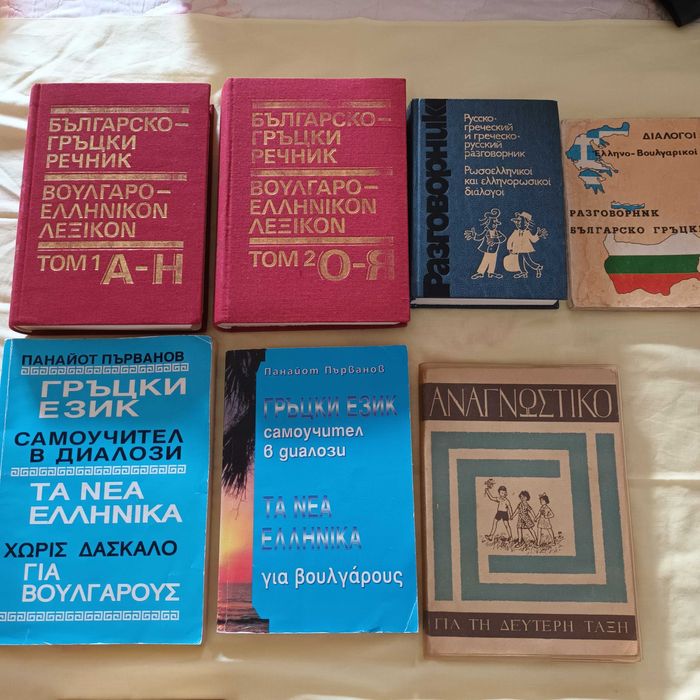 БЪЛГАРСКО–
ГРЪЦКИ
РЕЧНИК
ΒΟΥΛΓΑΡΟ–
ΕΛΛΗΝΙΚΟΝ
ΛΕΞΙΚΟΝ
ТОМ 1 А-Н
БЪЛГАРСКО–
ГРЪЦКИ
РЕЧНИК
ΒΟΥΛΓΑΡΟ–
ΕΛΛΗΝΙΚΟΝ
ΛΕΞΙΚΟΝ
ТОМ 2 О-Я
Разговорник
Русско-
греческий
и греческо-
русский
разговорник
Ρωσοελληνικοί
και ελληνορωσικοί
διάλογοι
ΔΙΑΛΟΓΟΙ
Ελληνο-Βουλγαρικοί
РАЗГОВОРНИК
БЪЛГАРСКО ГРЪЦКИ
ПАНАЙОТ ПЪРВАНОВ
ГРЪЦКИ
ЕЗИК
САМОУЧИТЕЛ
В ДИАЛОЗИ
ΤΑ ΝΕΑ
ΕΛΛΗΝΙΚΑ
ΧΩΡΙΣ ΔΑΣΚΑΛΟ
ΓΙΑ
ΒΟΥΛΓΑΡΟΥΣ
Панайот Първанов
ГРЪЦКИ ЕЗИК
самоучител
в диалози
ΤΑ ΝΕΑ
ΕΛΛΗΝΙΚΑ
για βουλγάρους
ΑΝΑΓΝΩΣΤΙΚΟ
ΓΙΑ ΤΗ ΔΕΥΤΕΡΗ ΤΑΞΗ